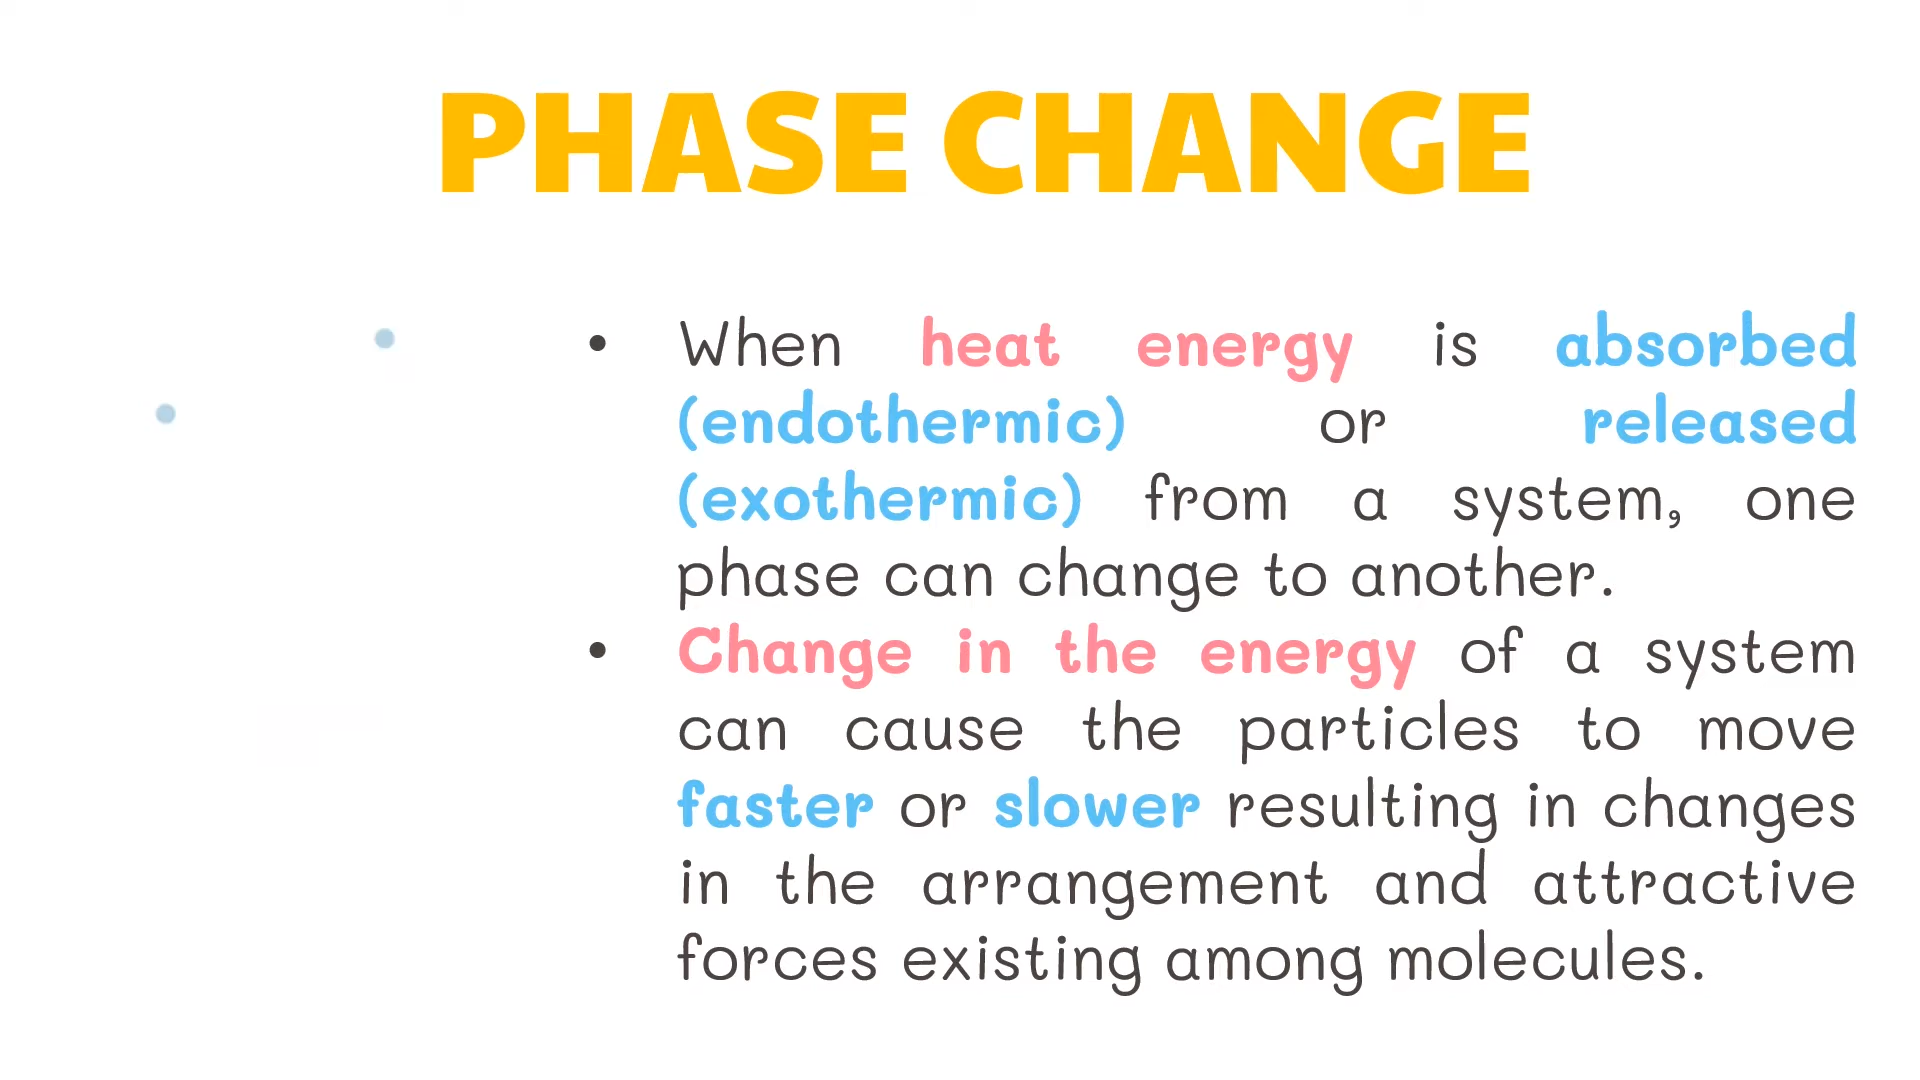 PHASE CHANGE
• When heat energy is absorbed
(endothermic) or released
(exothermic) from a system, one
phase can change to another.
• Change in the energy of a system
can cause the particles to move
faster or slower resulting in changes
in the arrangement and attractive
forces existing among molecules.